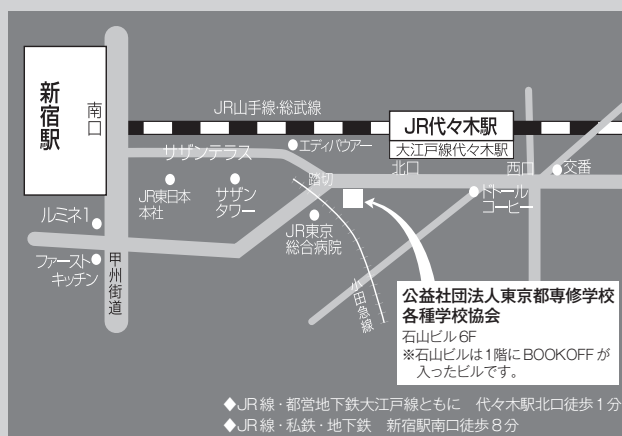 新宿駅
南口
JR山手線・総武線
JR代々木駅
大江戸線代々木駅
エディバウアー
サザンテラス
北口
西口
交番
踏切
JR東日本
本社
サザン
タワー
ドトール
コーヒー
ルミネ1
JR東京
総合病院
ファースト
キッチン
甲州街道
小田急線
公益社団法人東京都専修学校
各種学校協会
石山ビル6F
※石山ビルは1階にBOOKOFFが
入ったビルです。
◆JR線・都営地下鉄大江戸線ともに 代々木駅北口徒歩1分
◆JR線・私鉄・地下鉄 新宿駅南口徒歩8分